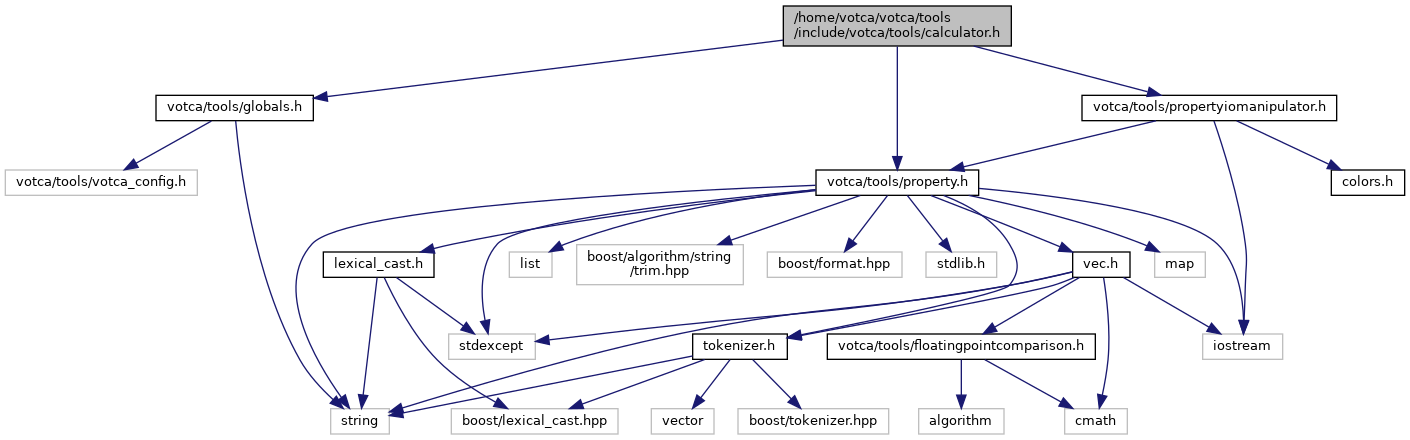 /home/votca/votca/tools
/include/votca/tools/calculator.h
votca/tools/globals.h
votca/tools/propertyiomanipulator.h
votca/tools/votca_config.h
votca/tools/property.h
colors.h
lexical_cast.h
list
boost/algorithm/string
/trim.hpp
boost/format.hpp
stdlib.h
vec.h
map
stdexcept
tokenizer.h
votca/tools/floatingpointcomparison.h
iostream
string
boost/lexical_cast.hpp
vector
boost/tokenizer.hpp
algorithm
cmath